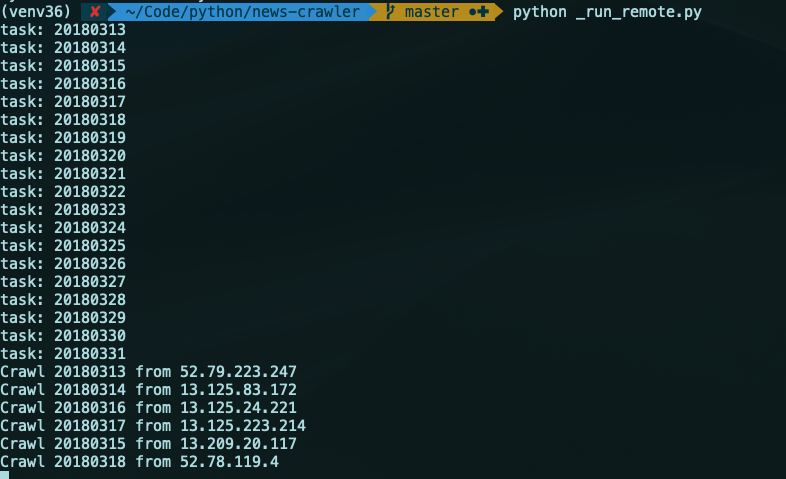 (venv36) ✘ ~/Code/python/news-crawler master ●✚ python _run_remote.py
task: 20180313
task: 20180314
task: 20180315
task: 20180316
task: 20180317
task: 20180318
task: 20180319
task: 20180320
task: 20180321
task: 20180322
task: 20180323
task: 20180324
task: 20180325
task: 20180326
task: 20180327
task: 20180328
task: 20180329
task: 20180330
task: 20180331
Crawl 20180313 from 52.79.223.247
Crawl 20180314 from 13.125.83.172
Crawl 20180316 from 13.125.24.221
Crawl 20180317 from 13.125.223.214
Crawl 20180315 from 13.209.20.117
Crawl 20180318 from 52.78.119.4